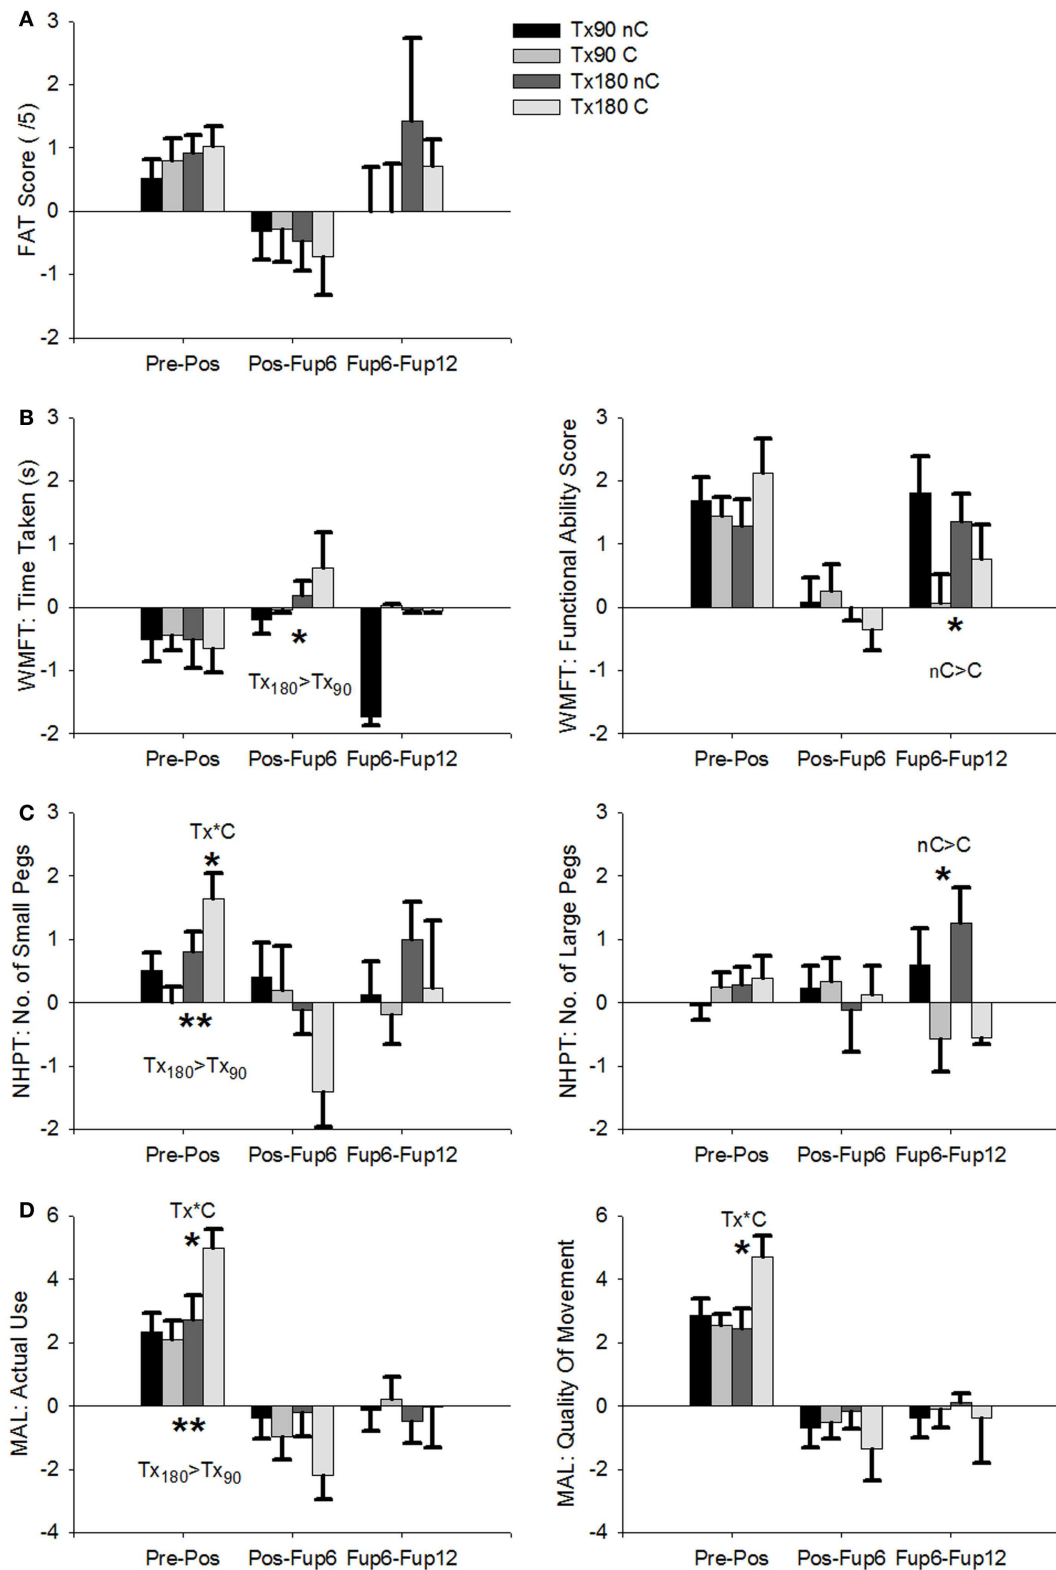 A
3
2
1
0
-1
-2
FAT Score ( /5)
Pre-Pos Pos-Fup6 Fup6-Fup12
Tx90 nC
Tx90 C
Tx180 nC
Tx180 C
B
3
2
1
0
-1
-2
WMFT: Time Taken (s)
*
Tx180>Tx90
Pre-Pos Pos-Fup6 Fup6-Fup12
3
2
1
0
-1
-2
WMFT: Functional Ability Score
*
nC>C
Pre-Pos Pos-Fup6 Fup6-Fup12
C
3
2
1
0
-1
-2
NHPT: No. of Small Pegs
Tx*C
*
**
Tx180>Tx90
Pre-Pos Pos-Fup6 Fup6-Fup12
3
2
1
0
-1
-2
NHPT: No. of Large Pegs
nC>C
*
Pre-Pos Pos-Fup6 Fup6-Fup12
D
6
4
2
0
-2
-4
MAL: Actual Use
Tx*C
*
**
Tx180>Tx90
Pre-Pos Pos-Fup6 Fup6-Fup12
6
4
2
0
-2
-4
MAL: Quality Of Movement
Tx*C
*
Pre-Pos Pos-Fup6 Fup6-Fup12